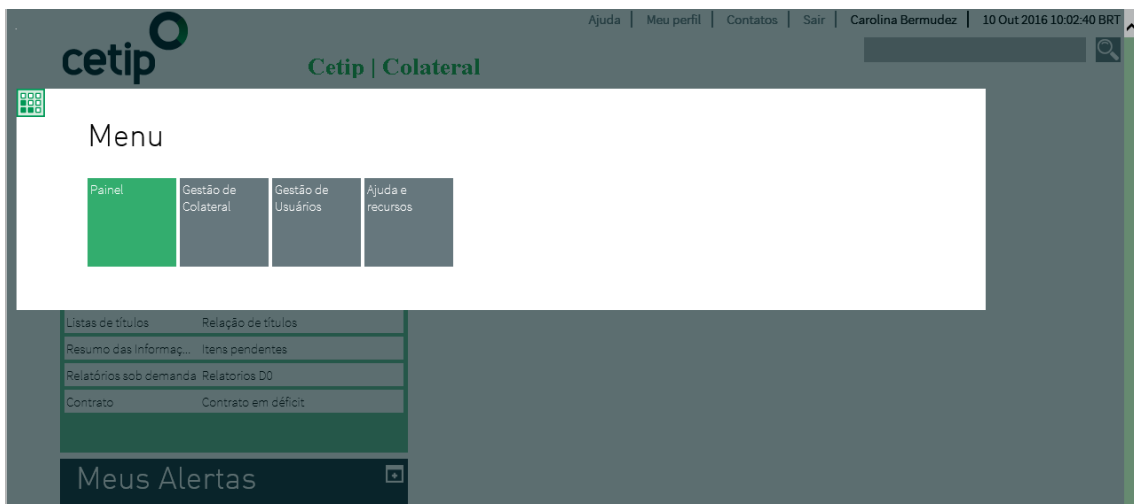 Ajuda | Meu perfil | Contatos | Sair | Carolina Bermudez | 10 Out 2016 10:02:40 BRT
cetip
Cetip | Colateral
Menu
Painel
Gestão de
Colateral
Gestão de
Usuários
Ajuda e
recursos
Listas de títulos Relação de títulos
Resumo das Informaç... Itens pendentes
Relatórios sob demanda Relatorios D0
Contrato Contrato em déficit
Meus Alertas